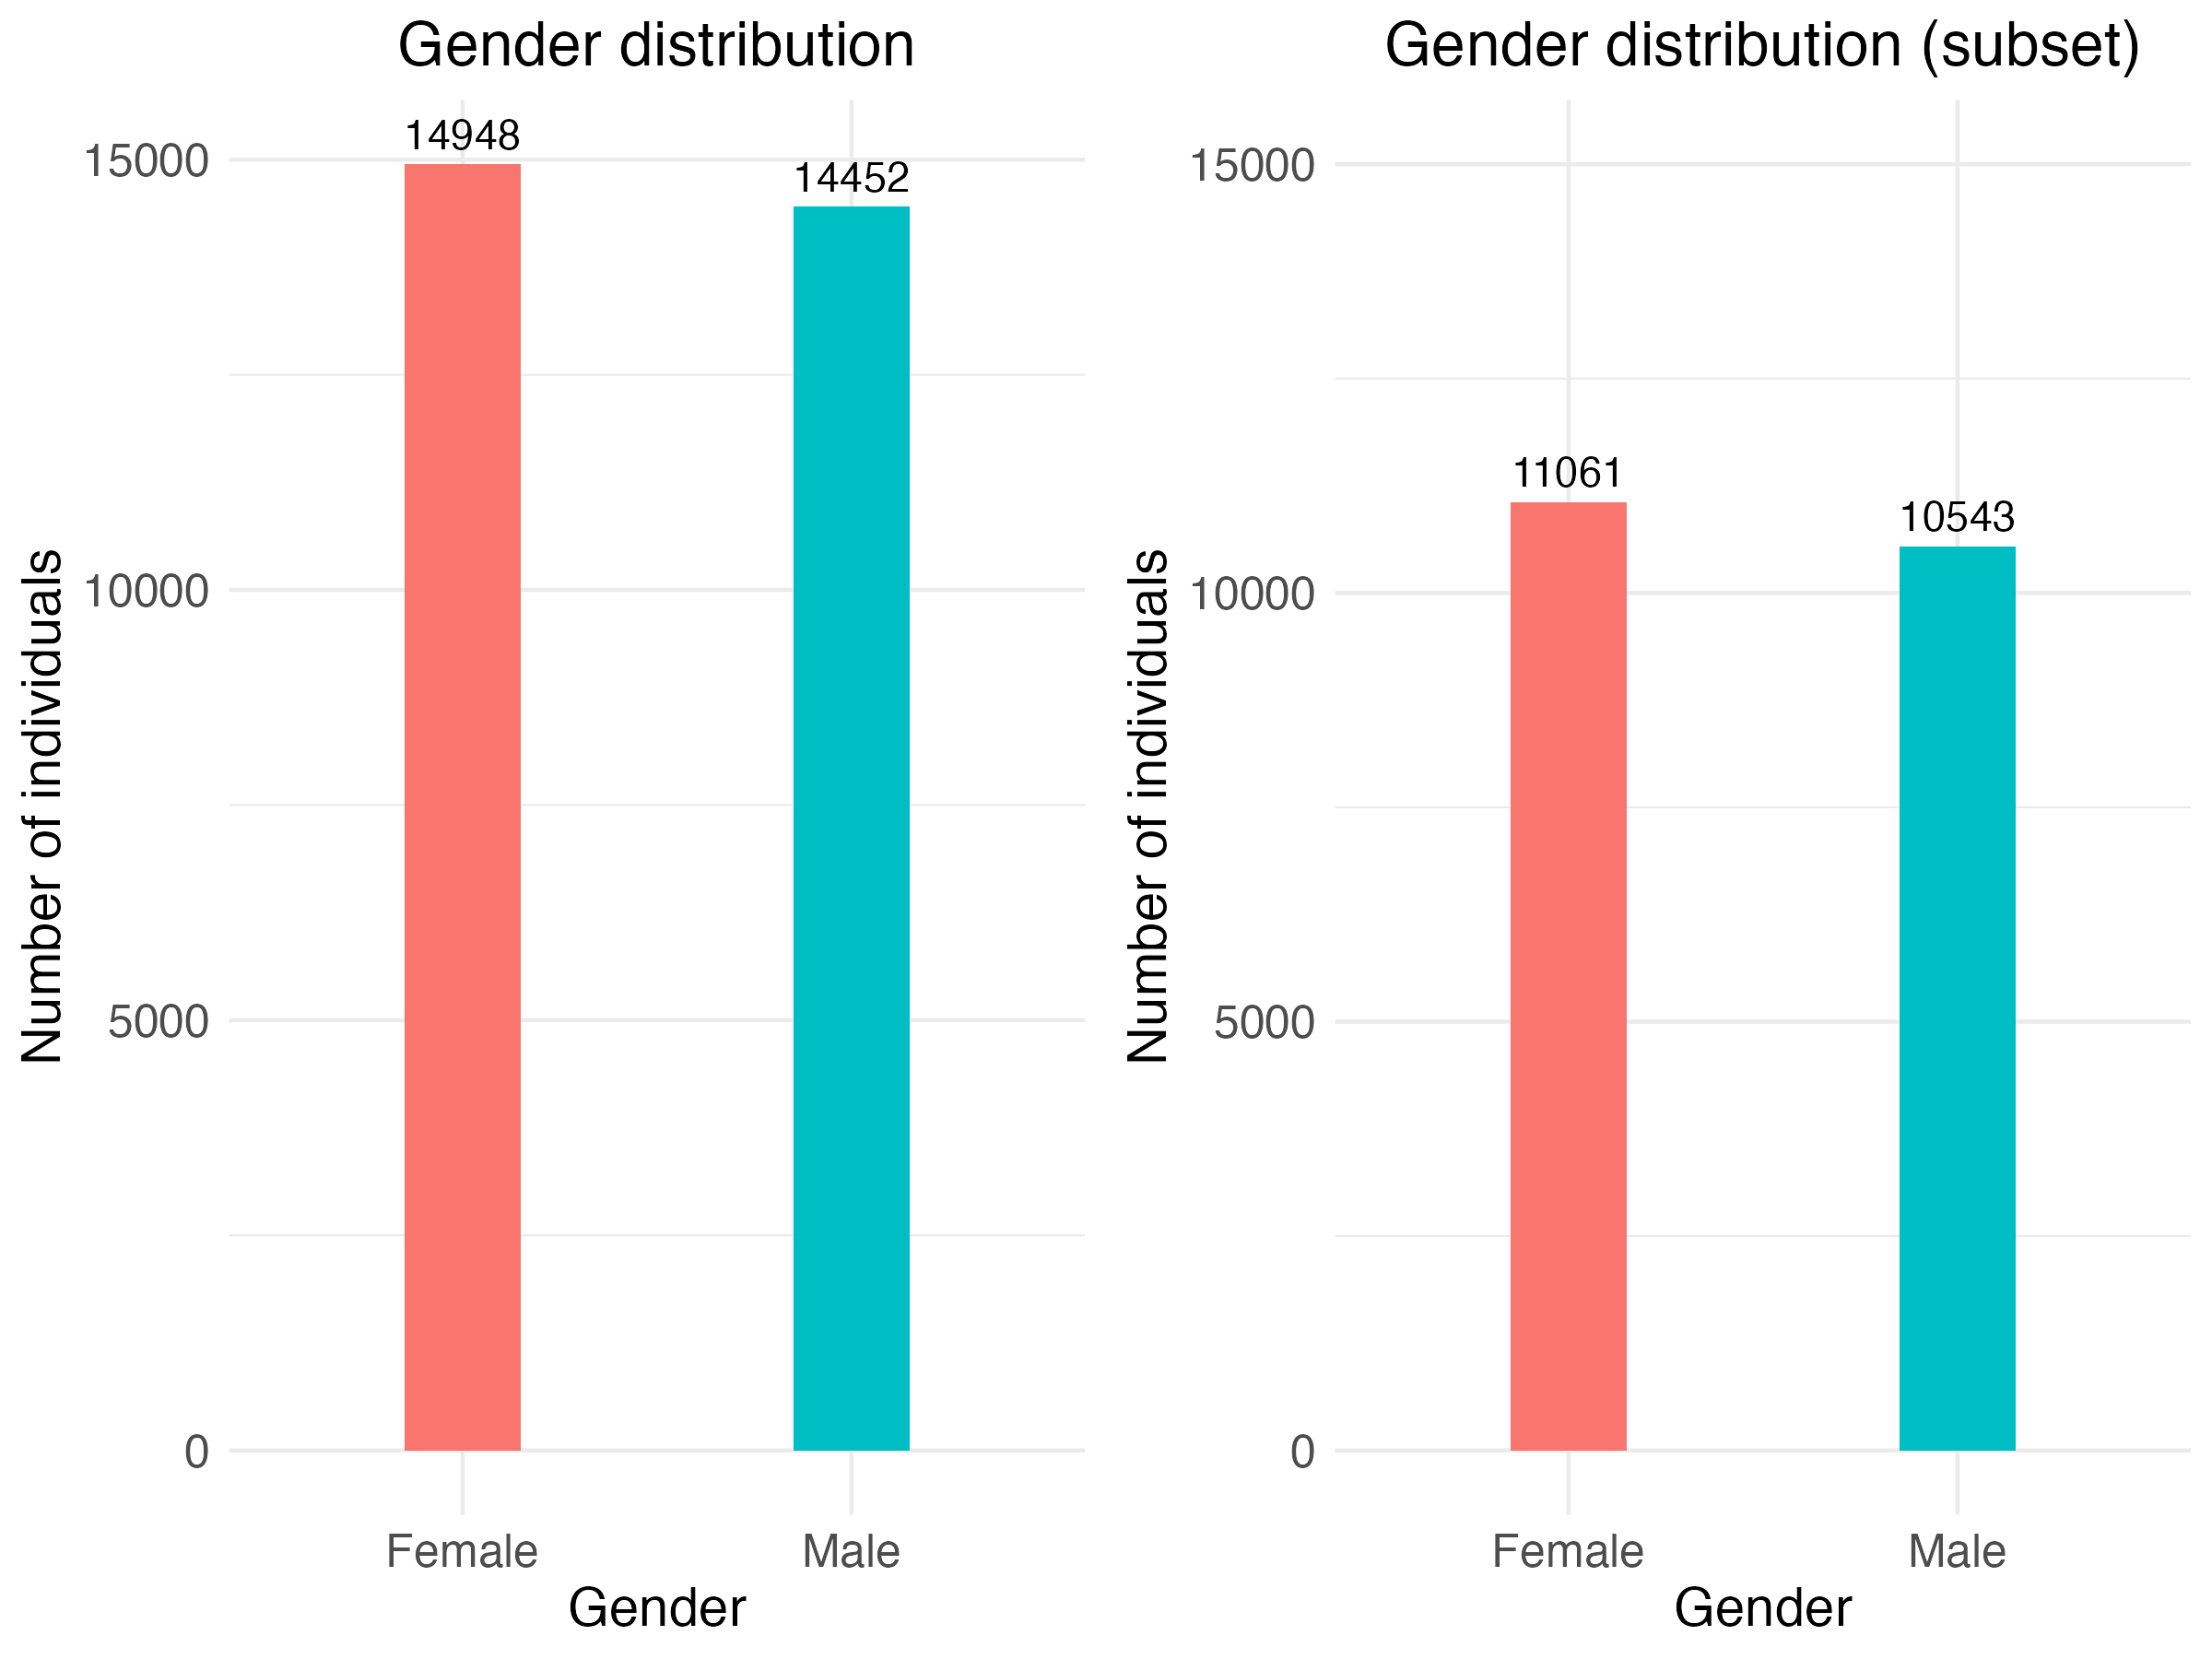 Gender distribution
14948
14452
15000
10000
5000
0
Number of individuals
Female
Male
Gender
Gender distribution (subset)
11061
10543
15000
10000
5000
0
Number of individuals
Female
Male
Gender